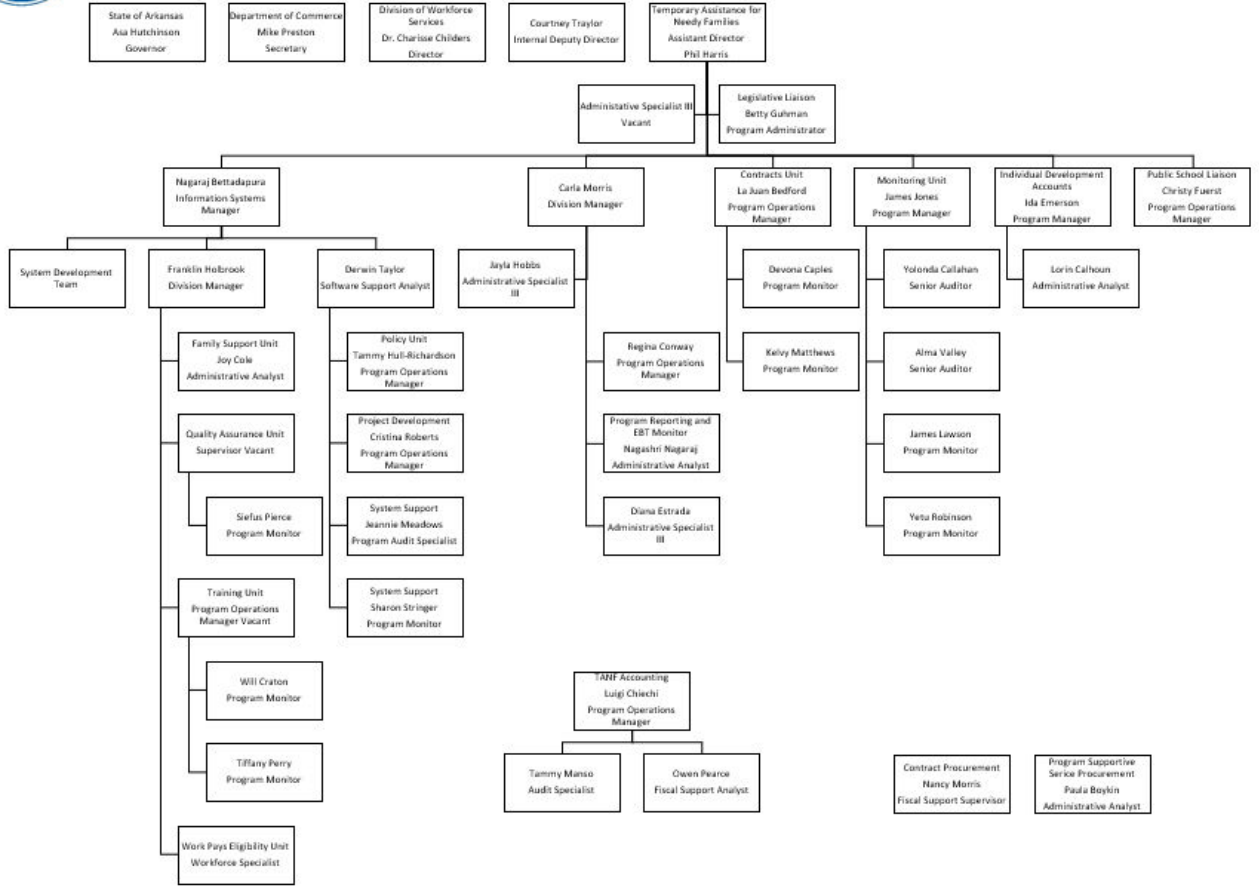 State of Arkansas
Asa Hutchinson
Governor
Department of Commerce
Mike Preston
Secretary
Division of Workforce
Services
Dr. Charisse Childers
Director
Courtney Traylor
Internal Deputy Director
Temporary Assistance for
Needy Families
Assistant Director
Phil Harris
Administative Specialist III
Vacant
Legislative Liaison
Betty Guhman
Program Administrator
Nagaraj Bettadapura
Information Systems
Manager
Carla Morris
Division Manager
Contracts Unit
La Juan Bedford
Program Operations
Manager
Monitoring Unit
James Jones
Program Manager
Individual Development
Accounts
Ida Emerson
Program Manager
Public School Liaison
Christy Fuerst
Program Operations
Manager
System Development
Team
Franklin Holbrook
Division Manager
Derwin Taylor
Software Support Analyst
Jayla Hobbs
Administrative Specialist
III
Devona Caples
Program Monitor
Yolonda Callahan
Senior Auditor
Lorin Calhoun
Administrative Analyst
Family Support Unit
Joy Cole
Administrative Analyst
Policy Unit
Tammy Hull-Richardson
Program Operations
Manager
Regina Conway
Program Operations
Manager
Kelvy Matthews
Program Monitor
Alma Valley
Senior Auditor
Quality Assurance Unit
Supervisor Vacant
Project Development
Cristina Roberts
Program Operations
Manager
Program Reporting and
EBT Monitor
Nagashri Nagaraj
Administrative Analyst
James Lawson
Program Monitor
Siefus Pierce
Program Monitor
System Support
Jeannie Meadows
Program Audit Specialist
Diana Estrada
Administrative Specialist
III
Yetu Robinson
Program Monitor
Training Unit
Program Operations
Manager Vacant
System Support
Sharon Stringer
Program Monitor
Will Craton
Program Monitor
TANF Accounting
Luigi Chiechi
Program Operations
Manager
Tiffany Perry
Program Monitor
Tammy Manso
Audit Specialist
Owen Pearce
Fiscal Support Analyst
Contract Procurement
Nancy Morris
Fiscal Support Supervisor
Program Supportive
Serice Procurement
Paula Boykin
Administrative Analyst
Work Pays Eligibility Unit
Workforce Specialist